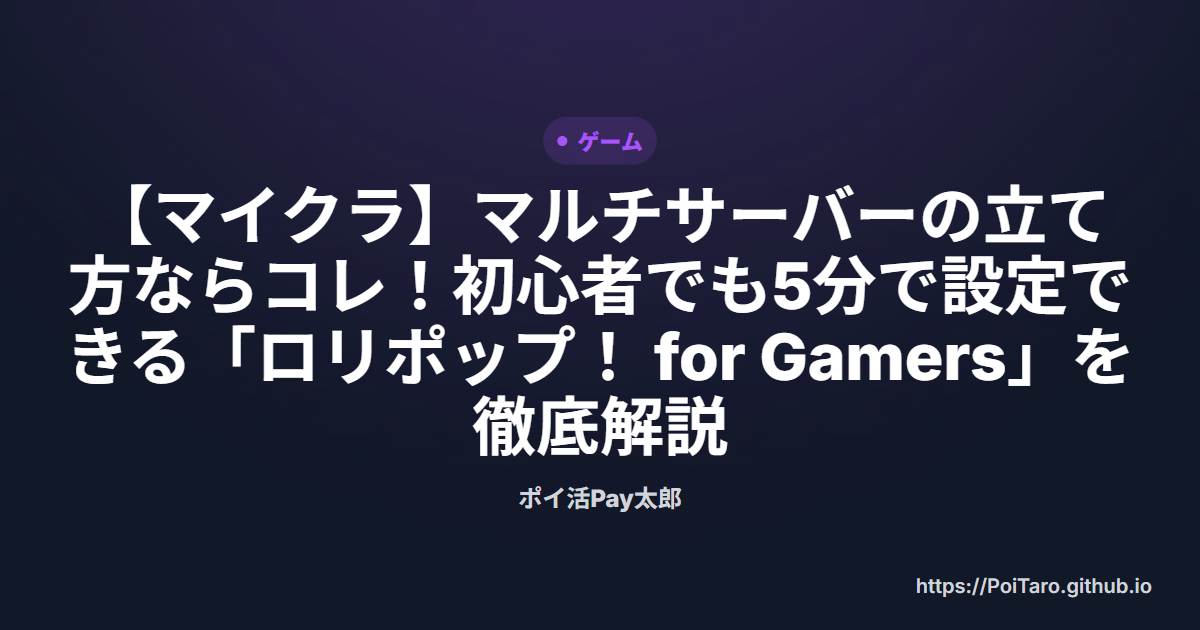 ゲーム
【マイクラ】マルチサーバーの立て
方ならコレ！初心者でも5分で設定で
きる「ロリポップ！ for Gamers」を
徹底解説
ポイ活Pay太郎
https://PoiTaro.github.io